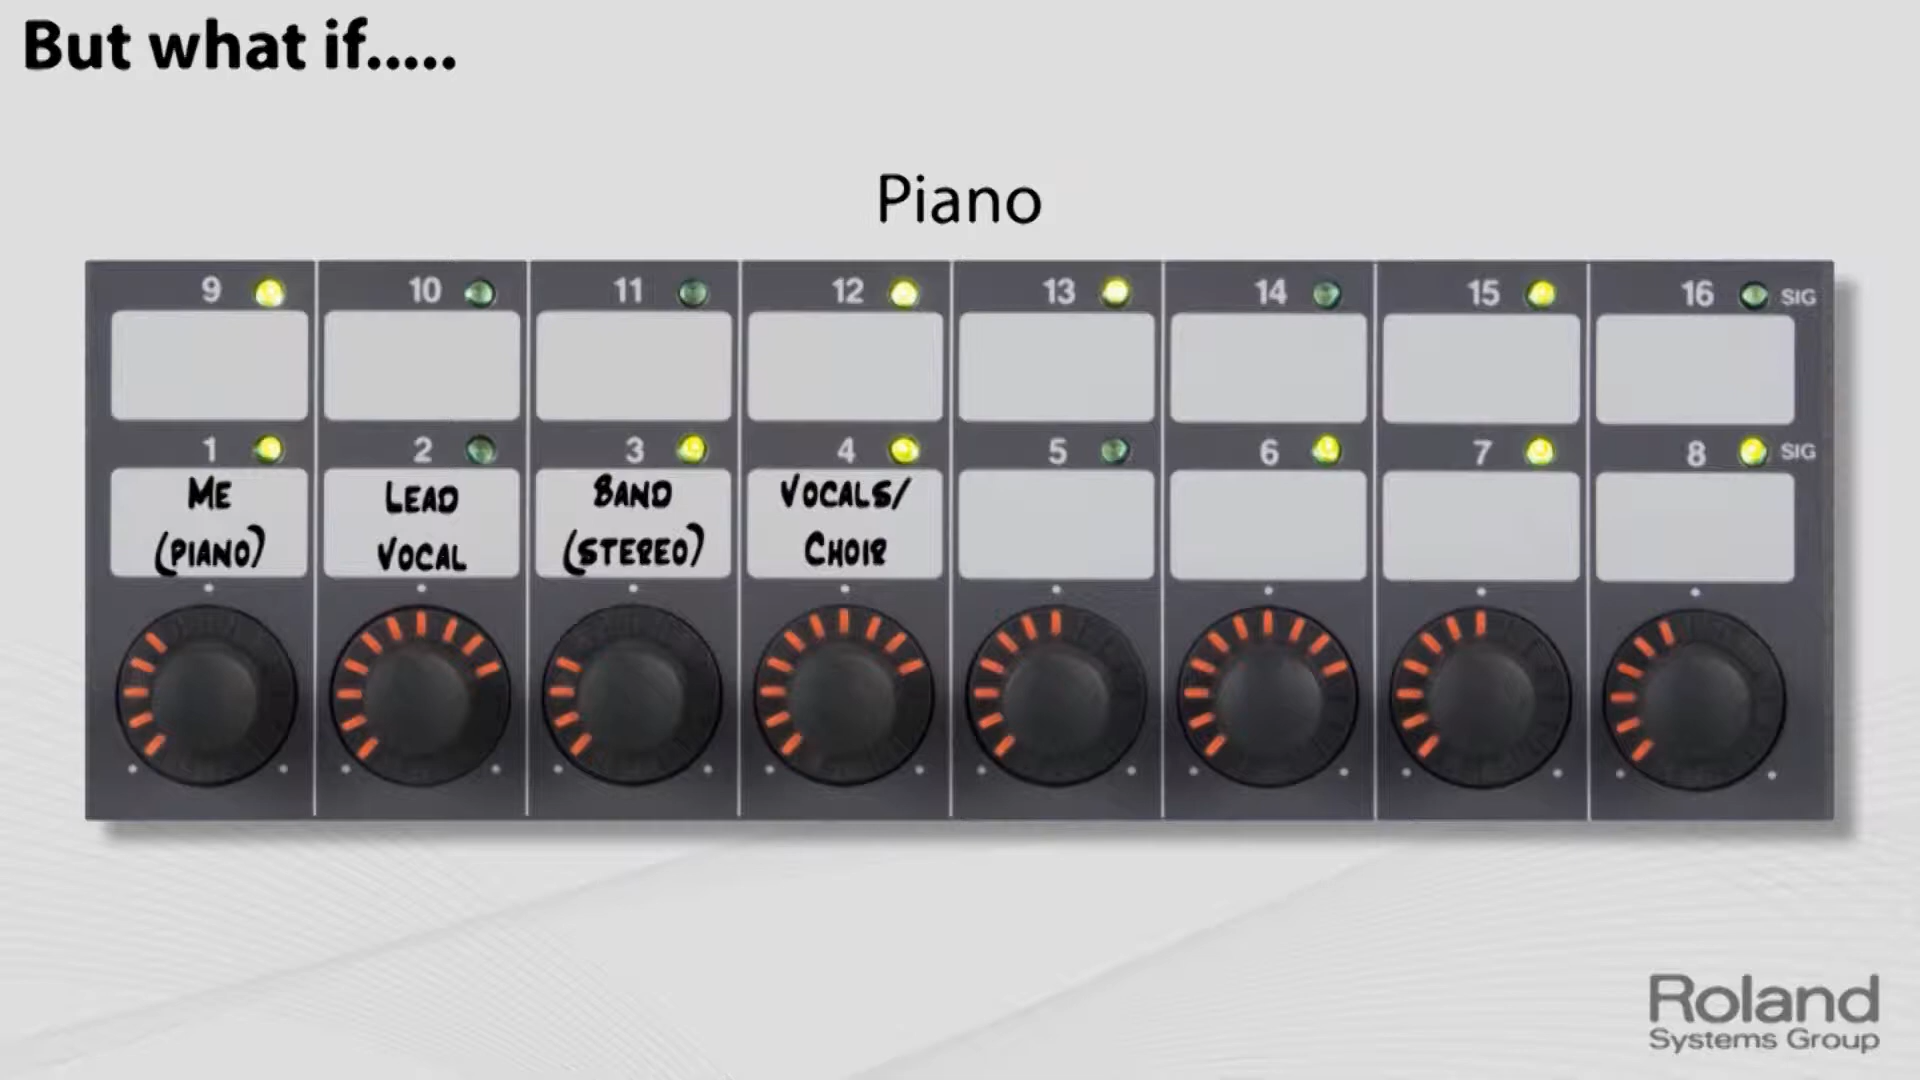 But what if.....
Piano
9 10 11 12 13 14 15 16 SIG
1 2 3 4 5 6 7 8 SIG
ME
(PIANO)
LEAD
VOCAL
BAND
(STEREO)
VOCALS/
CHOIR
Roland
Systems Group